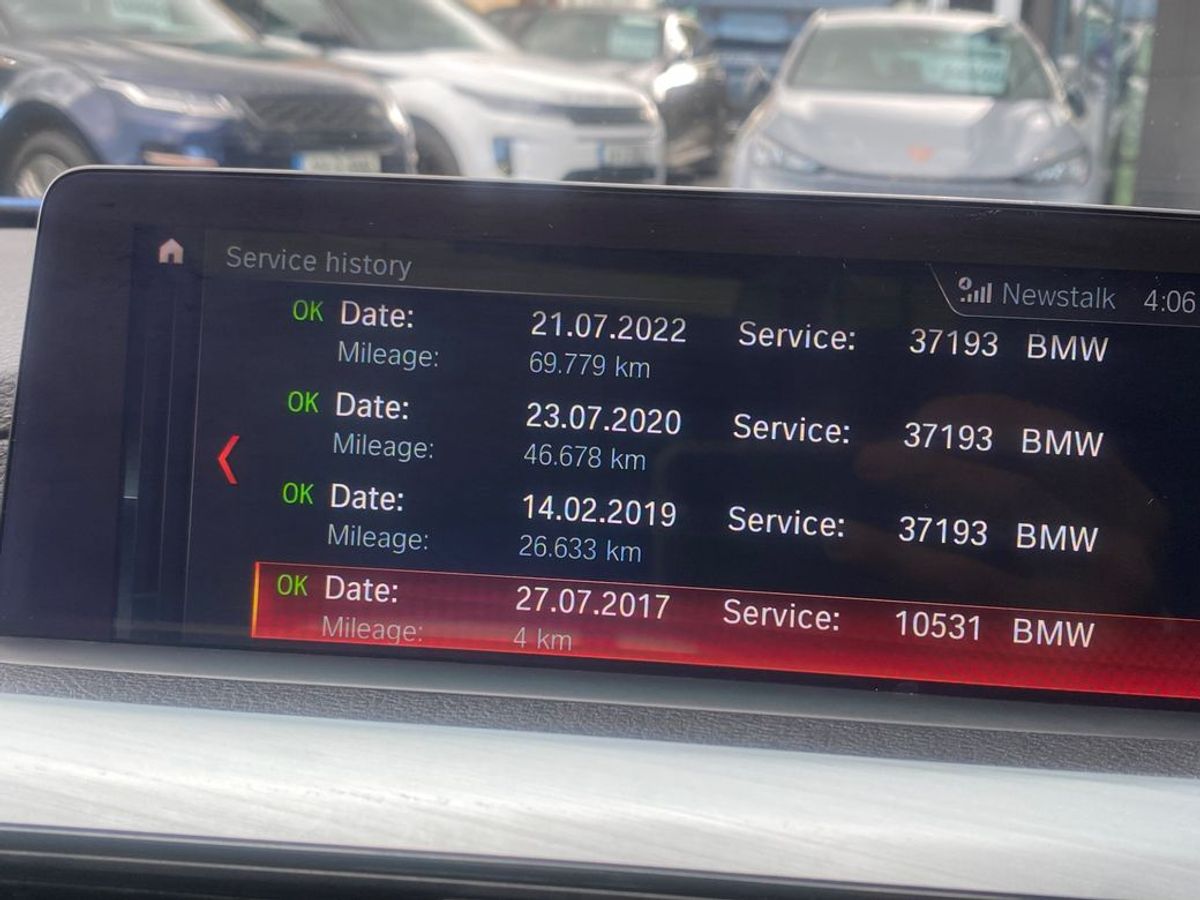 Service history
Newstalk 4:06
OK Date: 21.07.2022 Service: 37193 BMW
Mileage: 69.779 km
OK Date: 23.07.2020 Service: 37193 BMW
Mileage: 46.678 km
OK Date: 14.02.2019 Service: 37193 BMW
Mileage: 26.633 km
OK Date: 27.07.2017 Service: 10531 BMW
Mileage: 4 km